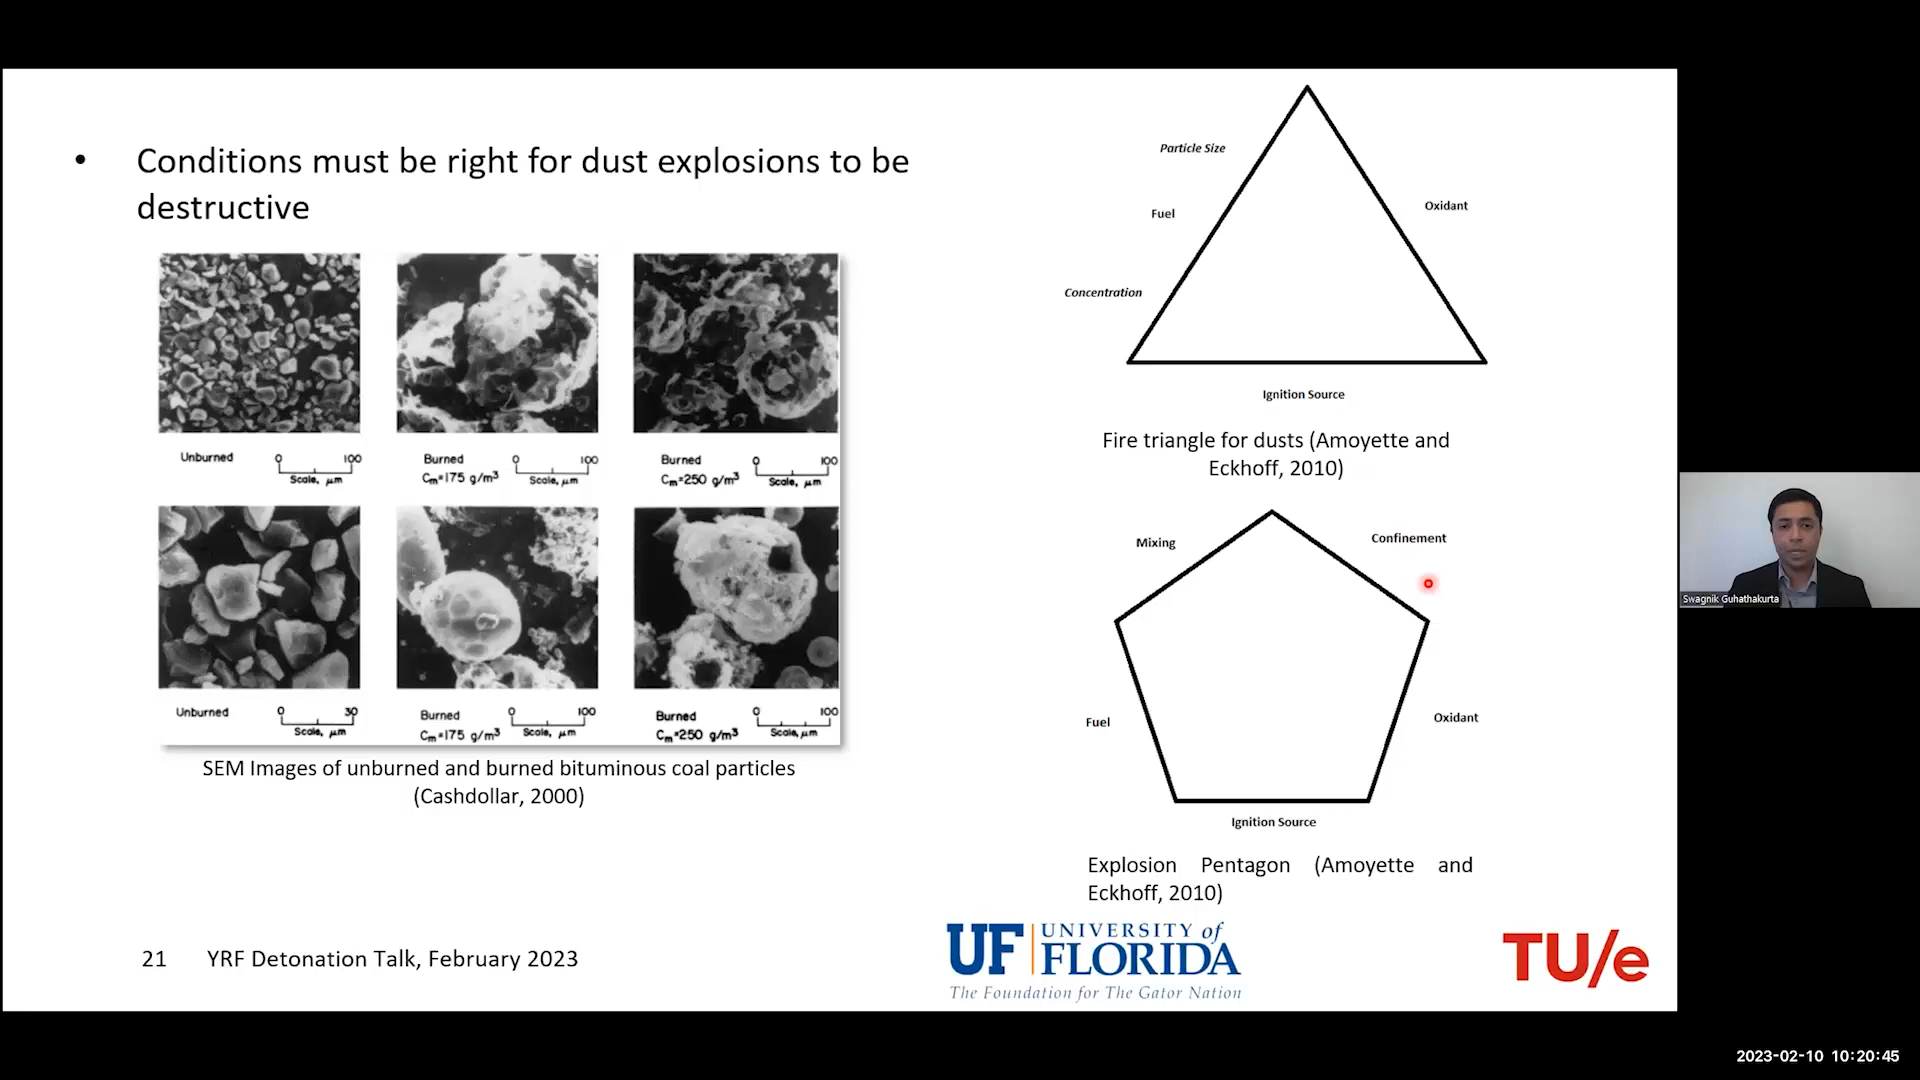 • Conditions must be right for dust explosions to be
destructive
Unburned 0 100
Scale, μm
Burned 0 100
Cm=175 g/m³ Scale, μm
Burned 0 100
Cm=250 g/m³ Scale, μm
Unburned 0 30
Scale, μm
Burned 0 100
Cm=175 g/m³ Scale, μm
Burned 0 100
Cm=250 g/m³ Scale, μm
SEM Images of unburned and burned bituminous coal particles
(Cashdollar, 2000)
Particle Size
Fuel
Oxidant
Concentration
Ignition Source
Fire triangle for dusts (Amoyette and
Eckhoff, 2010)
Mixing
Confinement
Fuel
Oxidant
Ignition Source
Explosion Pentagon (Amoyette and
Eckhoff, 2010)
21 YRF Detonation Talk, February 2023
UF UNIVERSITY of
FLORIDA
The Foundation for The Gator Nation
TU/e
Swagnik Guhathakurta
2023-02-10 10:20:45